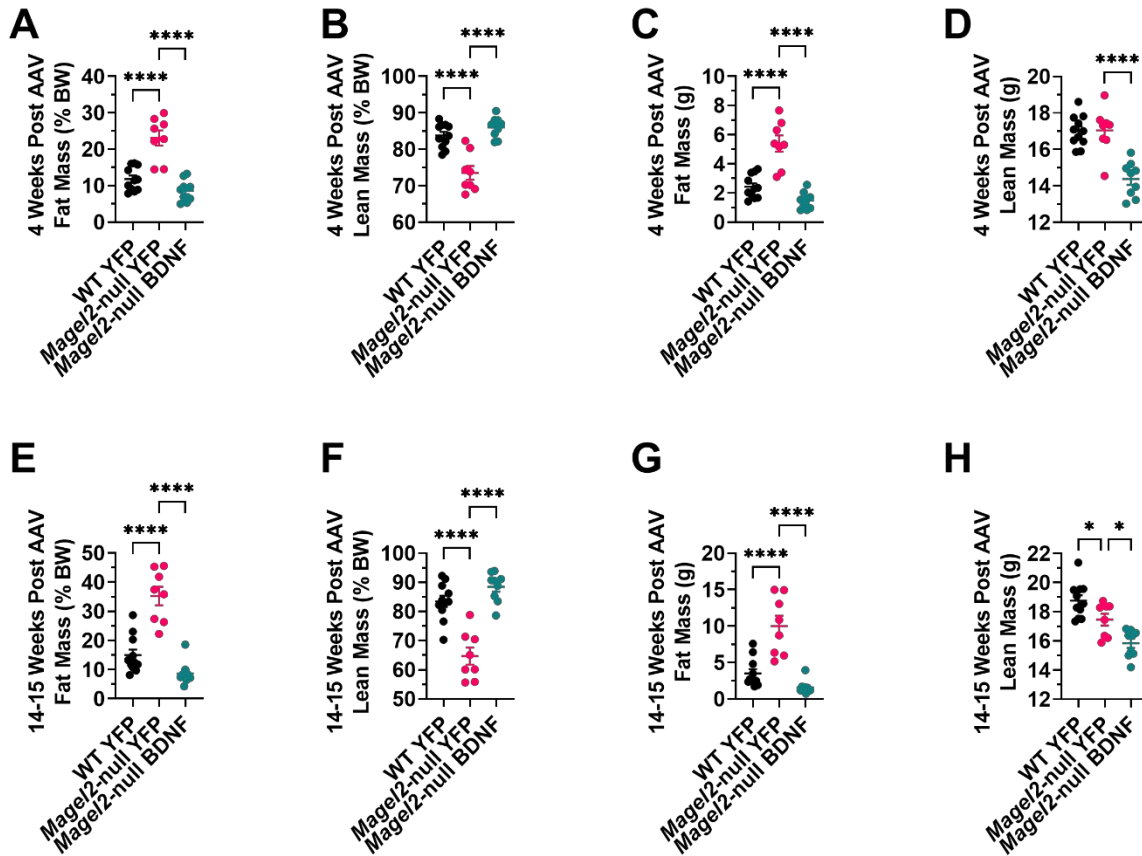 A
4 Weeks Post AAV
Fat Mass (% BW)
40
30
20
10
0
****
****
WT YFP
Magel2-null YFP
Magel2-null BDNF
B
4 Weeks Post AAV
Lean Mass (% BW)
100
90
80
70
60
****
****
WT YFP
Magel2-null YFP
Magel2-null BDNF
C
4 Weeks Post AAV
Fat Mass (g)
10
8
6
4
2
0
****
****
WT YFP
Magel2-null YFP
Magel2-null BDNF
D
4 Weeks Post AAV
Lean Mass (g)
20
18
16
14
12
****
WT YFP
Magel2-null YFP
Magel2-null BDNF
E
14-15 Weeks Post AAV
Fat Mass (% BW)
50
40
30
20
10
0
****
****
WT YFP
Magel2-null YFP
Magel2-null BDNF
F
14-15 Weeks Post AAV
Lean Mass (% BW)
100
90
80
70
60
50
****
****
WT YFP
Magel2-null YFP
Magel2-null BDNF
G
14-15 Weeks Post AAV
Fat Mass (g)
20
15
10
5
0
****
****
WT YFP
Magel2-null YFP
Magel2-null BDNF
H
14-15 Weeks Post AAV
Lean Mass (g)
22
20
18
16
14
12
*
*
WT YFP
Magel2-null YFP
Magel2-null BDNF